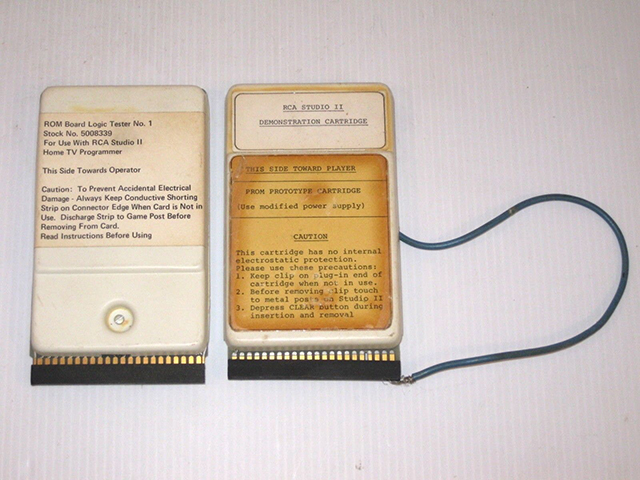 ROM Board Logic Tester No. 1
Stock No. 5008339
For Use With RCA Studio II
Home TV Programmer
This Side Towards Operator
Caution: To Prevent Accidental Electrical
Damage - Always Keep Conductive Shorting
Strip on Connector Edge When Card is Not in
Use. Discharge Strip to Game Post Before
Removing From Card.
Read Instructions Before Using
RCA STUDIO II
DEMONSTRATION CARTRIDGE
THIS SIDE TOWARD PLAYER
PROM PROTOTYPE CARTRIDGE
(Use modified power supply)
CAUTION
This cartridge has no internal
electrostatic protection.
Please use these precautions:
1. Keep clip on plug-in end of
cartridge when not in use.
2. Before removing clip touch
to metal posts on Studio II
3. Depress CLEAR button during
insertion and removal